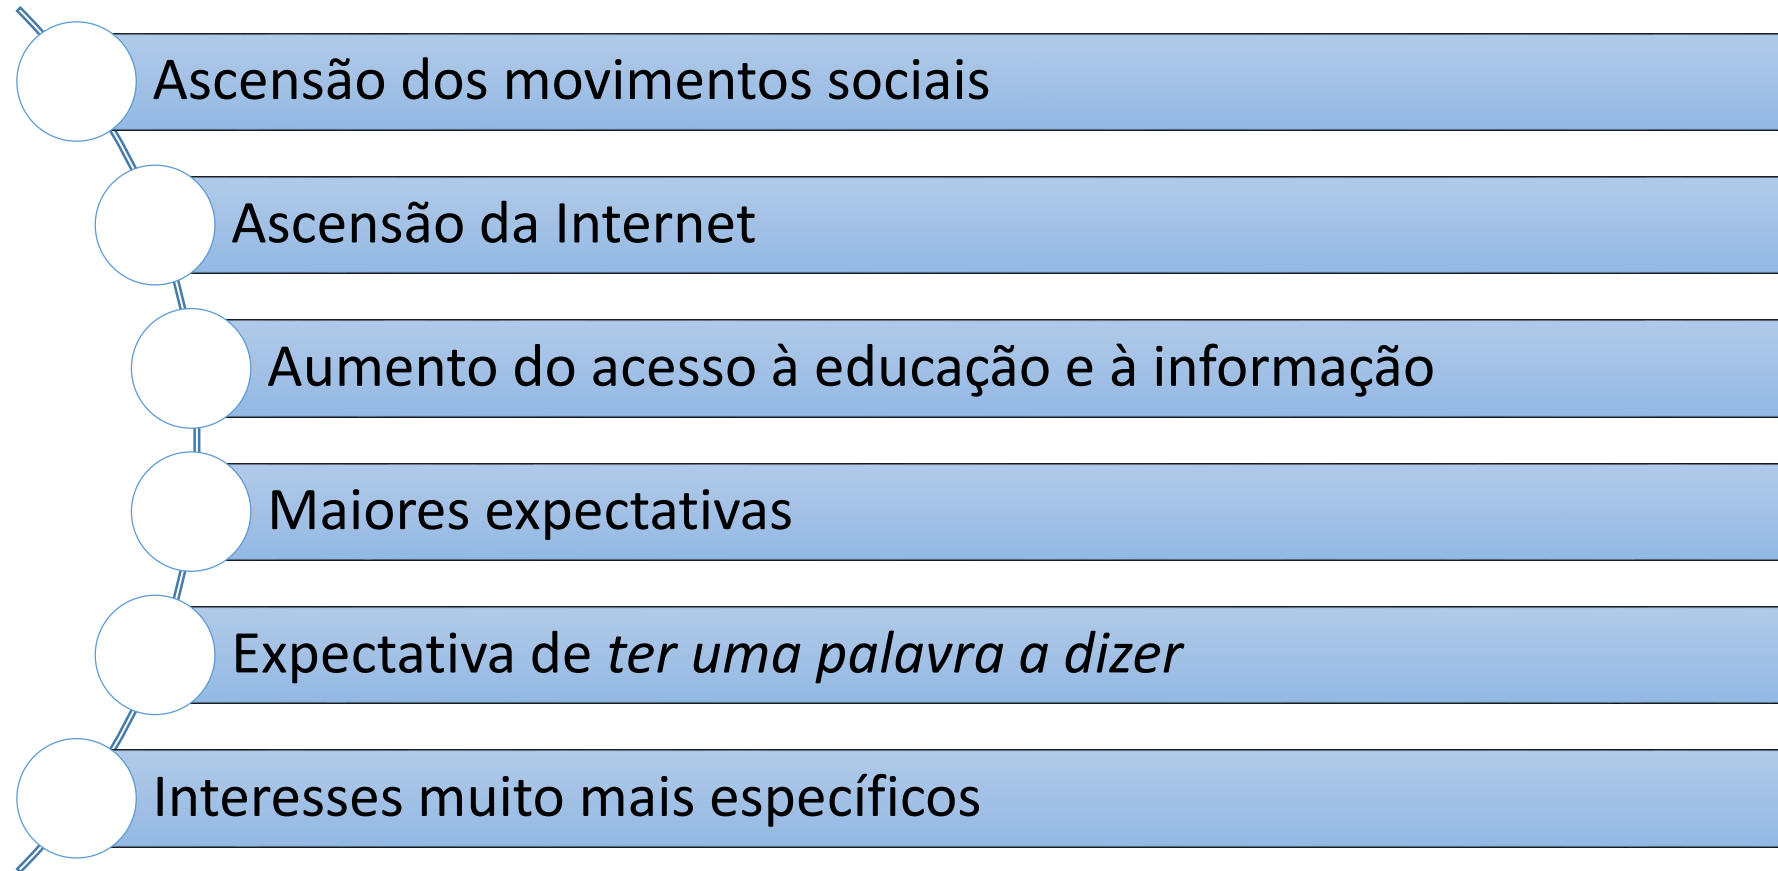 Ascensão dos movimentos sociais
Ascensão da Internet
Aumento do acesso à educação e à informação
Maiores expectativas
Expectativa de ter uma palavra a dizer
Interesses muito mais específicos